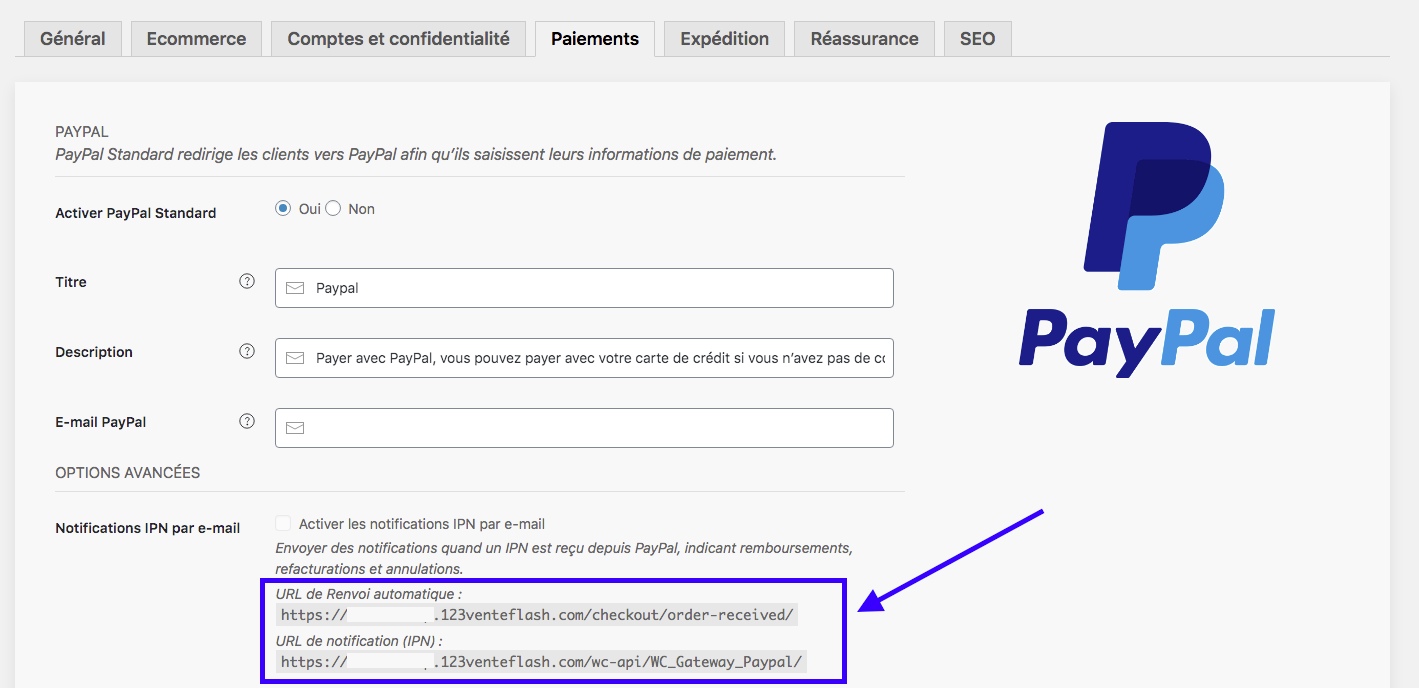 Général Ecommerce Comptes et confidentialité Paiements Expédition Réassurance SEO
PAYPAL
PayPal Standard redirige les clients vers PayPal afin qu’ils saisissent leurs informations de paiement.
Activer PayPal Standard Oui Non
Titre ? Paypal
Description ? Payer avec PayPal, vous pouvez payer avec votre carte de crédit si vous n’avez pas de
E-mail PayPal ?
OPTIONS AVANCÉES
Notifications IPN par e-mail Activer les notifications IPN par e-mail
Envoyer des notifications quand un IPN est reçu depuis PayPal, indicant remboursements,
refacturations et annulations.
URL de Renvoi automatique :
https:// .123venteflash.com/checkout/order-received/
URL de notification (IPN) :
https:// .123venteflash.com/wc-api/WC_Gateway_Paypal/
PayPal